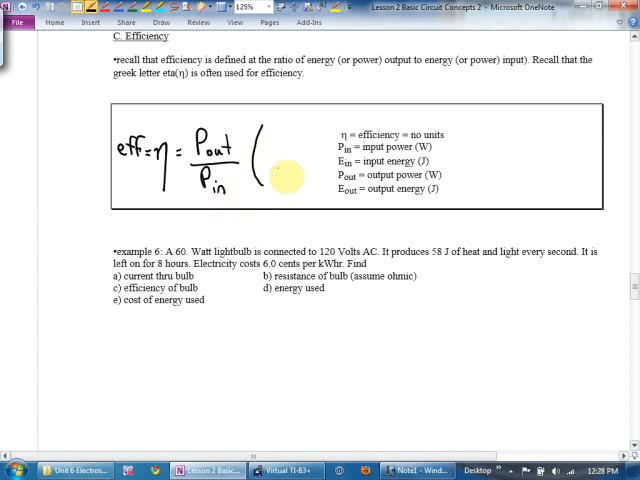 Lesson 2 Basic Circuit Concepts 2 - Microsoft OneNote
125%
File Home Insert Share Draw Review View Pages Add-Ins
C. Efficiency
•recall that efficiency is defined at the ratio of energy (or power) output to energy (or power) input). Recall that the
greek letter eta(η) is often used for efficiency.
eff = η = Pout / Pin (
η = efficiency = no units
Pin = input power (W)
Ein = input energy (J)
Pout = output power (W)
Eout = output energy (J)
•example 6: A 60. Watt lightbulb is connected to 120 Volts AC. It produces 58 J of heat and light every second. It is
left on for 8 hours. Electricity costs 6.0 cents per kWhr. Find
a) current thru bulb b) resistance of bulb (assume ohmic)
c) efficiency of bulb d) energy used
e) cost of energy used
Unit 6 Electros... Lesson 2 Basic... Virtual TI-83+ Note1 - Wind... Desktop 12:28 PM